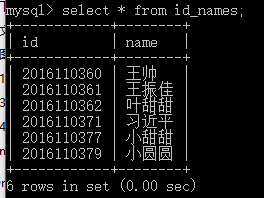 mysql> select * from id_names;
+------------+-----------+
| id | name |
+------------+-----------+
| 2016110360 | 王帅 |
| 2016110361 | 王振佳 |
| 2016110362 | 叶甜甜 |
| 2016110371 | 习近平 |
| 2016110377 | 小甜甜 |
| 2016110379 | 小圆圆 |
+------------+-----------+
6 rows in set (0.00 sec)